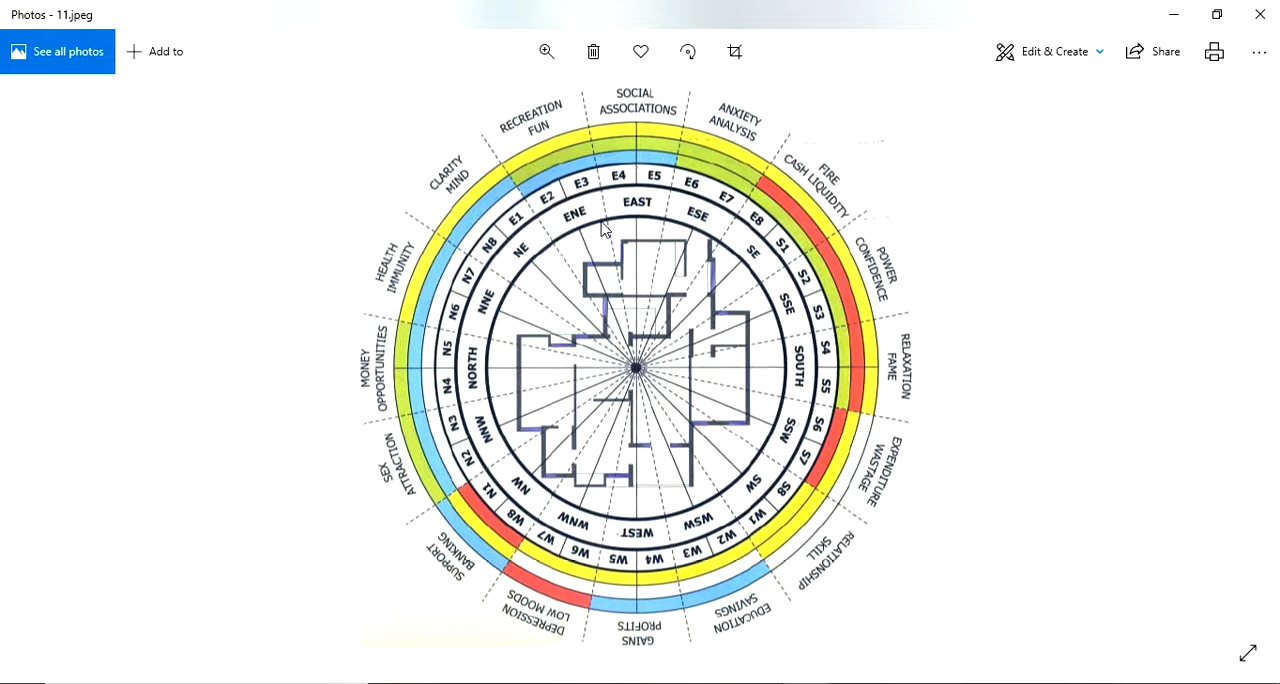 Photos - 11.jpeg
See all photos
Add to
Edit & Create
Share
SOCIAL
ASSOCIATIONS
ANXIETY
ANALYSIS
FIRE
CASH LIQUIDITY
POWER
CONFIDENCE
RELAXATION
FAME
EXPENDITURE
WASTAGE
RELATIONSHIP
SKILL
EDUCATION
SAVINGS
GAINS
PROFITS
DEPRESSION
LOW MOODS
SUPPORT
BANKING
SEX
ATTRACTION
MONEY
OPPORTUNITIES
HEALTH
IMMUNITY
CLARITY
MIND
RECREATION
FUN
E1
E2
E3
E4
E5
E6
E7
E8
S1
S2
S3
S4
S5
S6
S7
S8
W1
W2
W3
W4
W5
W6
W7
W8
N1
N2
N3
N4
N5
N6
N7
N8
EAST
ESE
SE
SSE
SOUTH
SSW
SW
WSW
WEST
WNW
NW
NNW
NORTH
NNE
NE
ENE